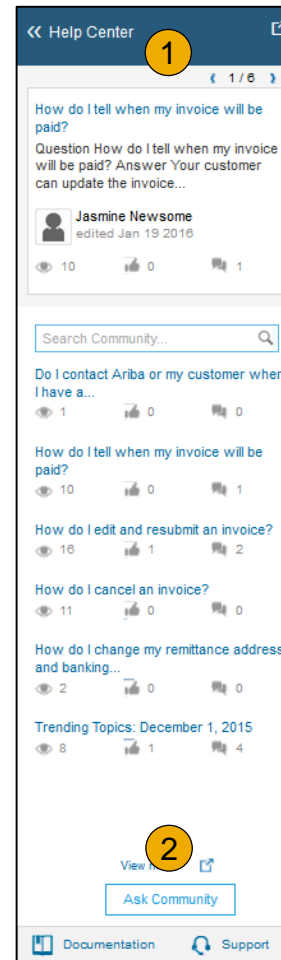 « Help Center
1
‹ 1 / 6 ›
How do I tell when my invoice will be
paid?
Question How do I tell when my invoice
will be paid? Answer Your customer
can update the invoice...
Jasmine Newsome
edited Jan 19 2016
10 0 1
Search Community...
Do I contact Ariba or my customer when
I have a...
1 0 0
How do I tell when my invoice will be
paid?
10 0 1
How do I edit and resubmit an invoice?
16 1 2
How do I cancel an invoice?
11 0 0
How do I change my remittance address
and banking...
2 0 0
Trending Topics: December 1, 2015
8 1 4
2
View
Ask Community
Documentation Support